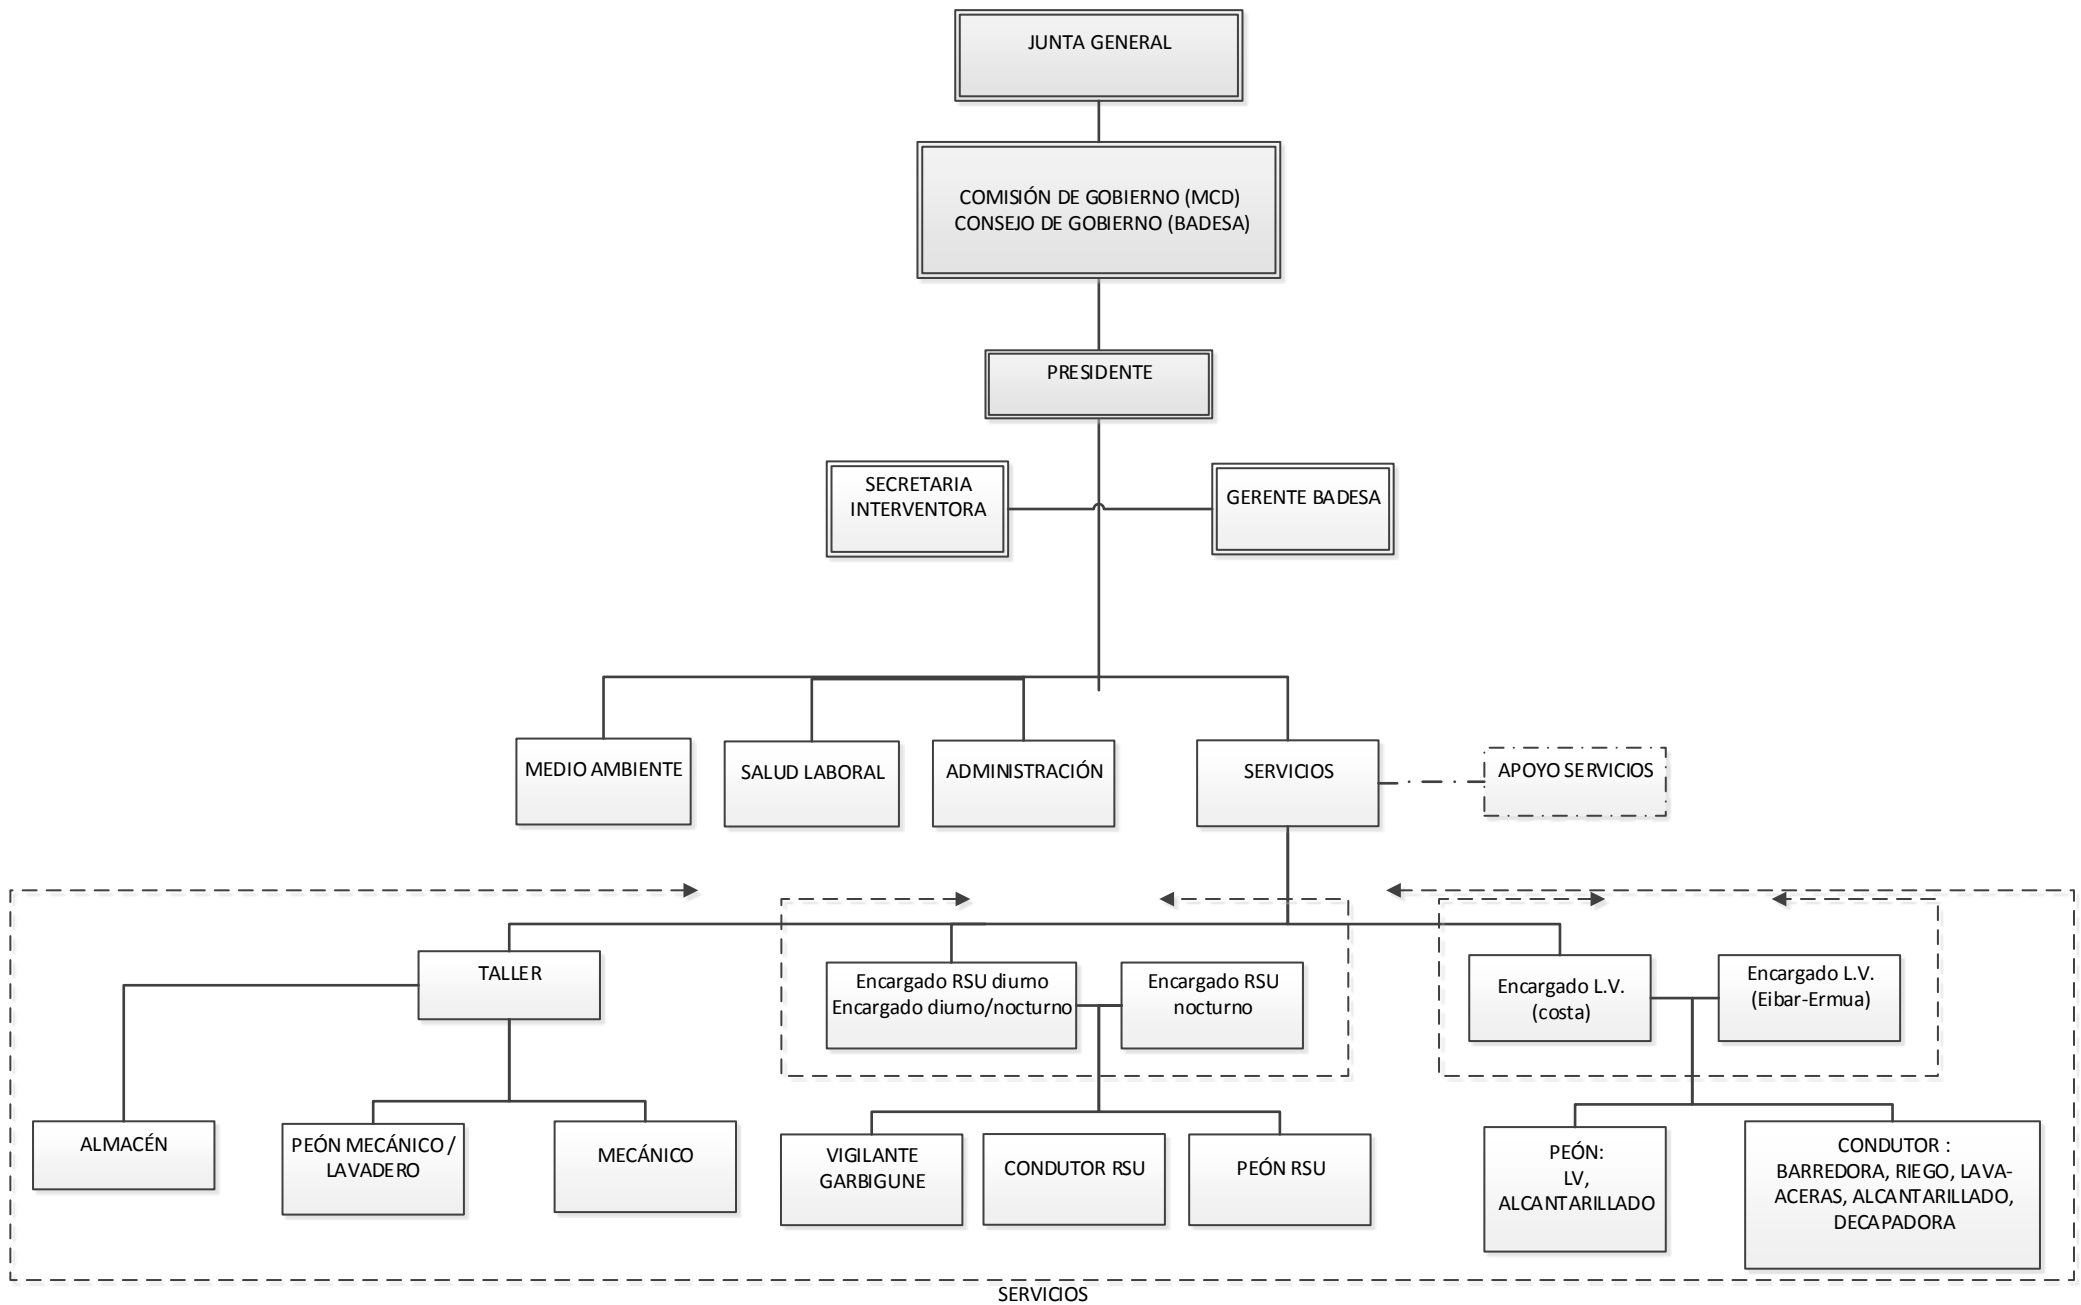 JUNTA GENERAL
COMISIÓN DE GOBIERNO (MCD)
CONSEJO DE GOBIERNO (BADESA)
PRESIDENTE
SECRETARIA
INTERVENTORA
GERENTE BADESA
MEDIO AMBIENTE
SALUD LABORAL
ADMINISTRACIÓN
SERVICIOS
APOYO SERVICIOS
TALLER
Encargado RSU diurno
Encargado diurno/nocturno
Encargado RSU
nocturno
Encargado L.V.
(costa)
Encargado L.V.
(Eibar-Ermua)
ALMACÉN
PEÓN MECÁNICO /
LAVADERO
MECÁNICO
VIGILANTE
GARBIGUNE
CONDUTOR RSU
PEÓN RSU
PEÓN:
LV,
ALCANTARILLADO
CONDUTOR :
BARREDORA, RIEGO, LAVA-
ACERAS, ALCANTARILLADO,
DECAPADORA
SERVICIOS